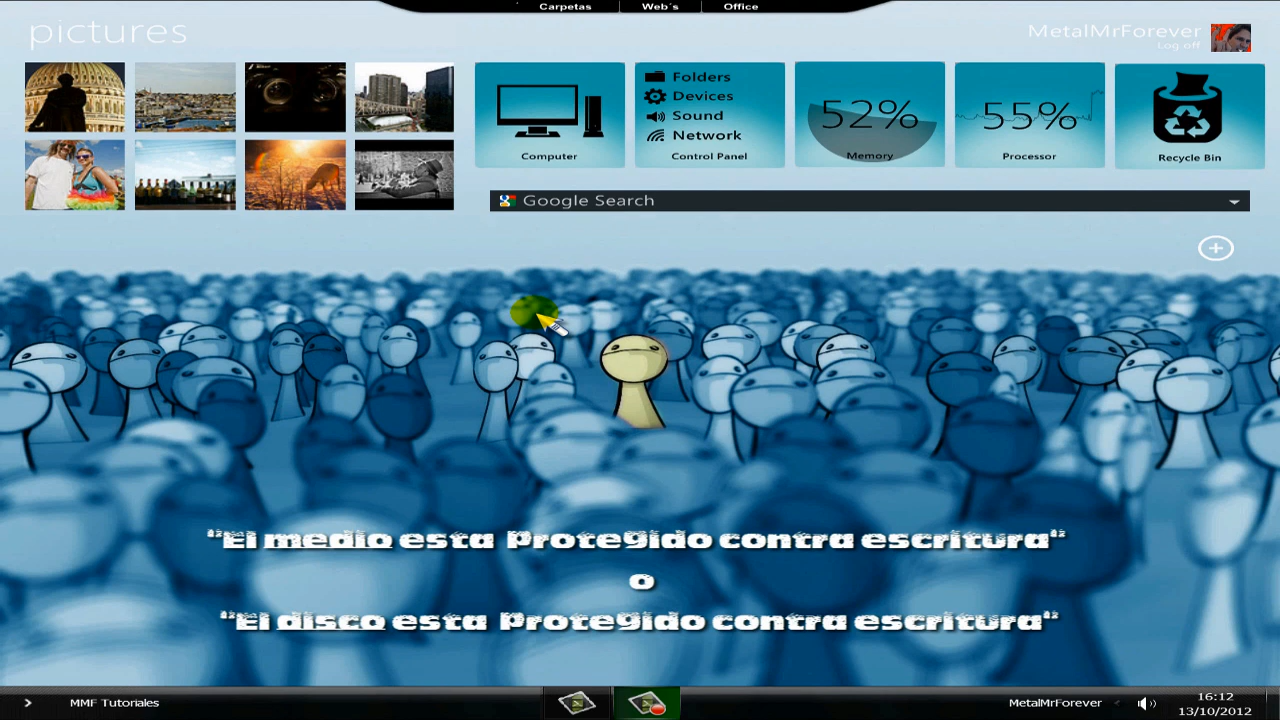 Carpetas
Web´s
Office
pictures
MetalMrForever
Log off
Computer
Folders
Devices
Sound
Network
Control Panel
52%
Memory
55%
Processor
Recycle Bin
Google Search
"El medio esta Protegido contra escritura"
o
"El disco esta Protegido contra escritura"
MMF Tutoriales
MetalMrForever
16:12
13/10/2012